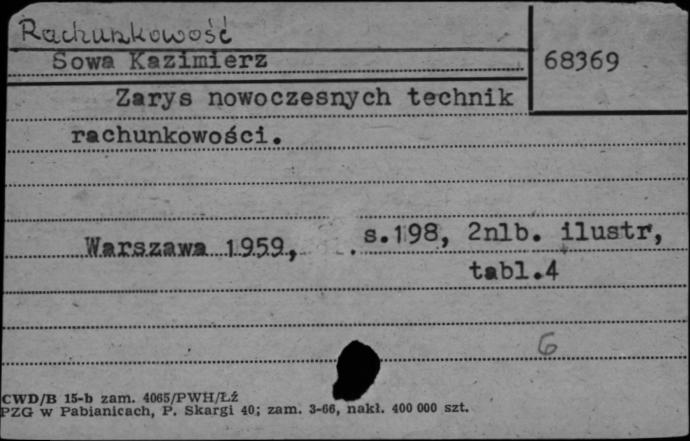 Rachunkowość
Sowa Kazimierz
68369
Zarys nowoczesnych technik
rachunkowości.
Warszawa 1959, s.198, 2nlb. ilustr,
tabl.4
6
CWD/B 15-b zam. 4065/PWH/Łź
PZG w Pabianicach, P. Skargi 40; zam. 3-66, nakł. 400 000 szt.